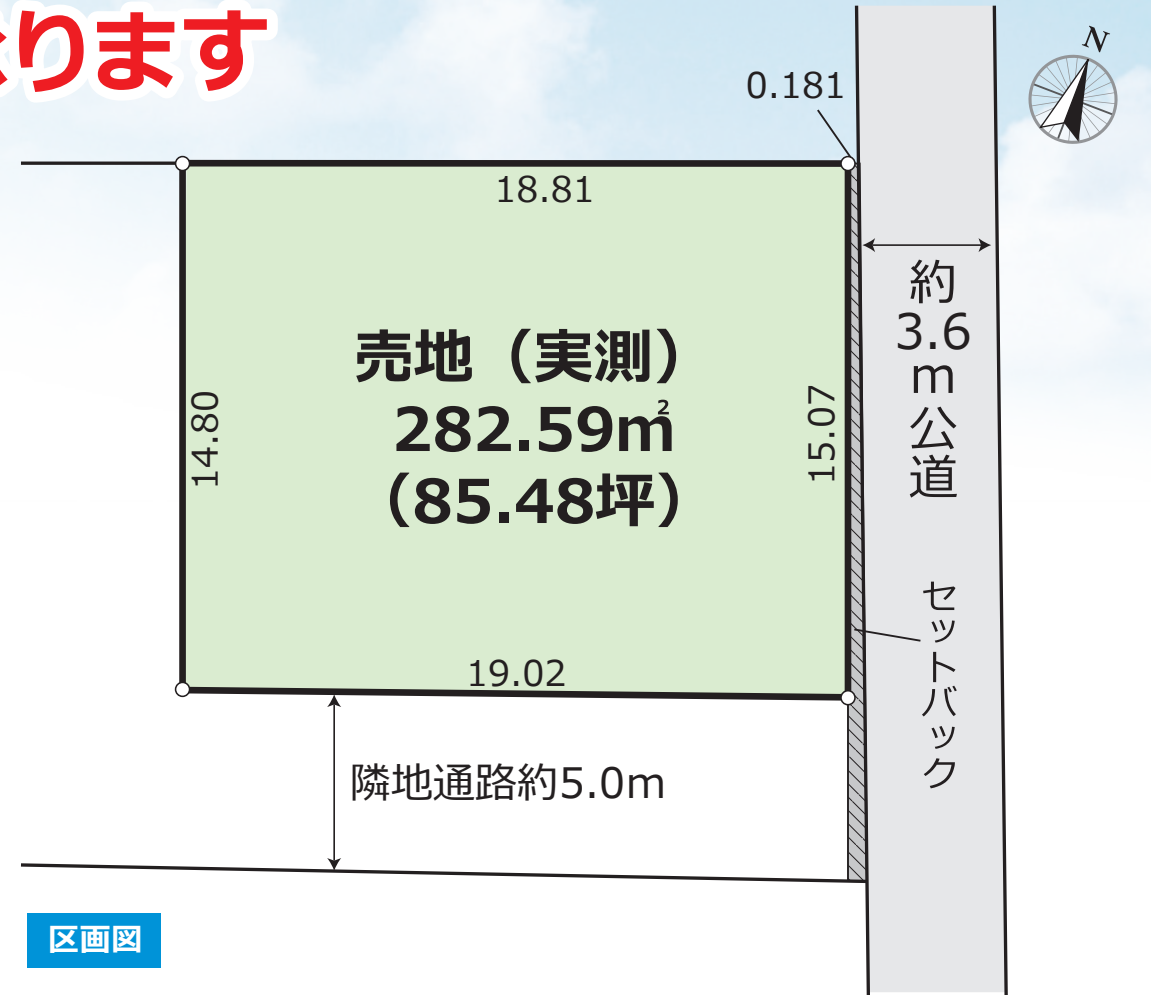 ります
N
0.181
18.81
約3.6m公道
売地（実測）
282.59㎡
（85.48坪）
14.80
15.07
セットバック
19.02
隣地通路約5.0m
区画図